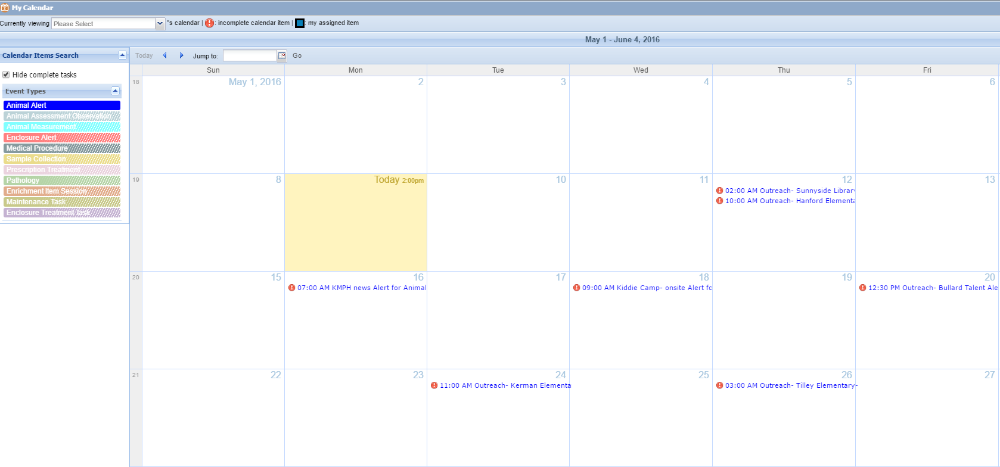 My Calendar
Currently viewing Please Select "s calendar | : incomplete calendar item | : my assigned item
May 1 - June 4, 2016
Calendar Items Search
Today Jump to: Go
Hide complete tasks
Event Types
Animal Alert
Animal Assessment Observation
Animal Measurement
Enclosure Alert
Medical Procedure
Sample Collection
Prescription Treatment
Pathology
Enrichment Item Session
Maintenance Task
Enclosure Treatment Task
Sun Mon Tue Wed Thu Fri
18 May 1, 2016 2 3 4 5 6
19 8 Today 2:00pm 10 11 12 13
02:00 AM Outreach- Sunnyside Librar
10:00 AM Outreach- Hanford Elementa
20 15 16 17 18 19 20
07:00 AM KMPH news Alert for Animal 09:00 AM Kiddie Camp- onsite Alert fo 12:30 PM Outreach- Bullard Talent Ale
21 22 23 24 25 26 27
11:00 AM Outreach- Kerman Elementa 03:00 AM Outreach- Tilley Elementary-